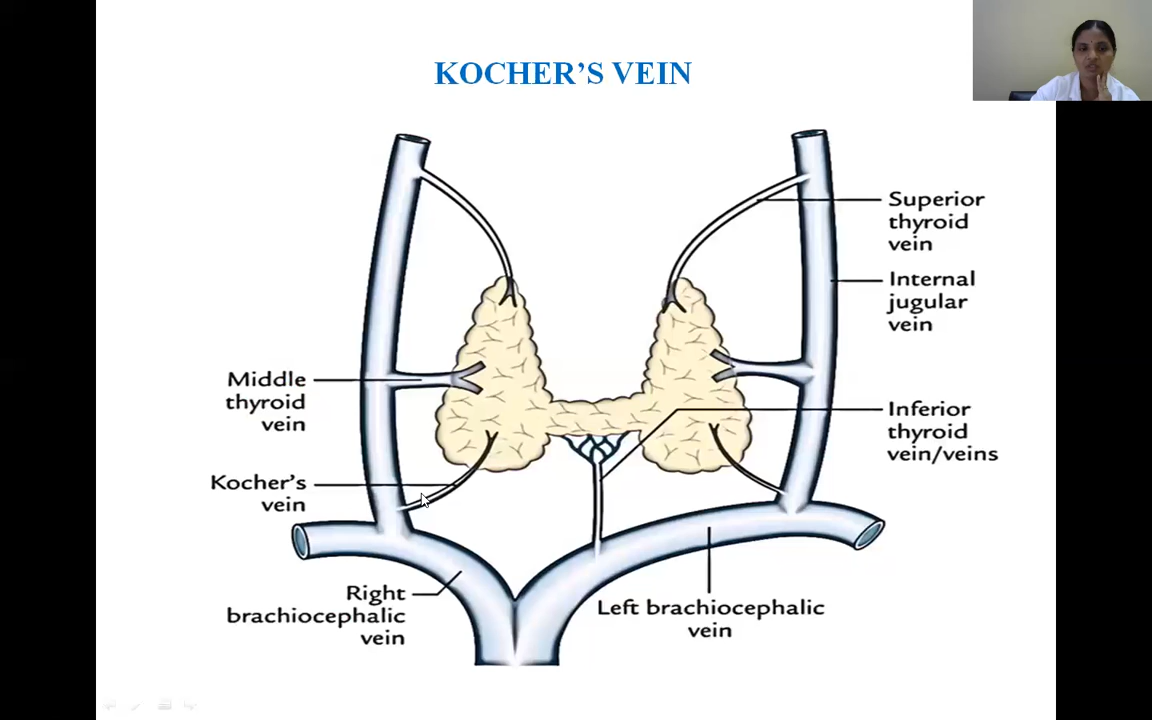 KOCHER'S VEIN
Superior
thyroid
vein
Internal
jugular
vein
Middle
thyroid
vein
Inferior
thyroid
vein/veins
Kocher's
vein
Right
brachiocephalic
vein
Left brachiocephalic
vein